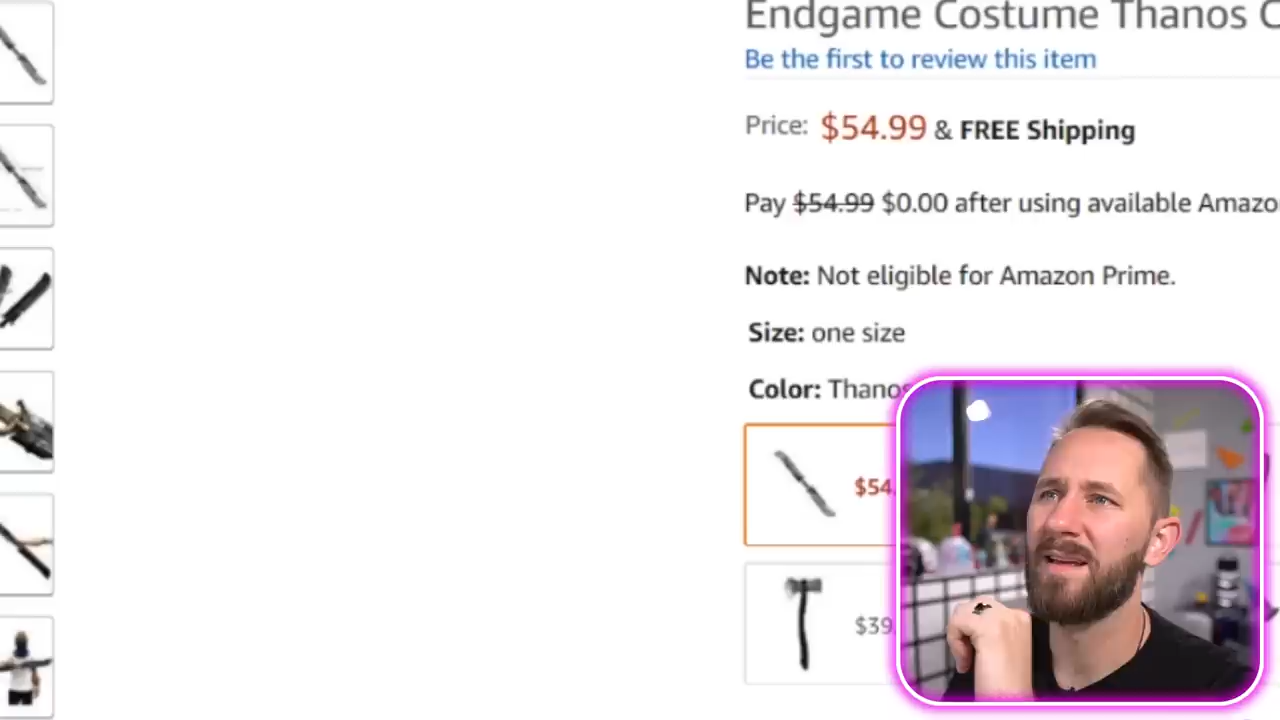 Endgame Costume Thanos
Be the first to review this item
Price: $54.99 & FREE Shipping
Pay $54.99 $0.00 after using available
Note: Not eligible for Amazon Prime.
Size: one size
Color: Thanos
$54.
$39